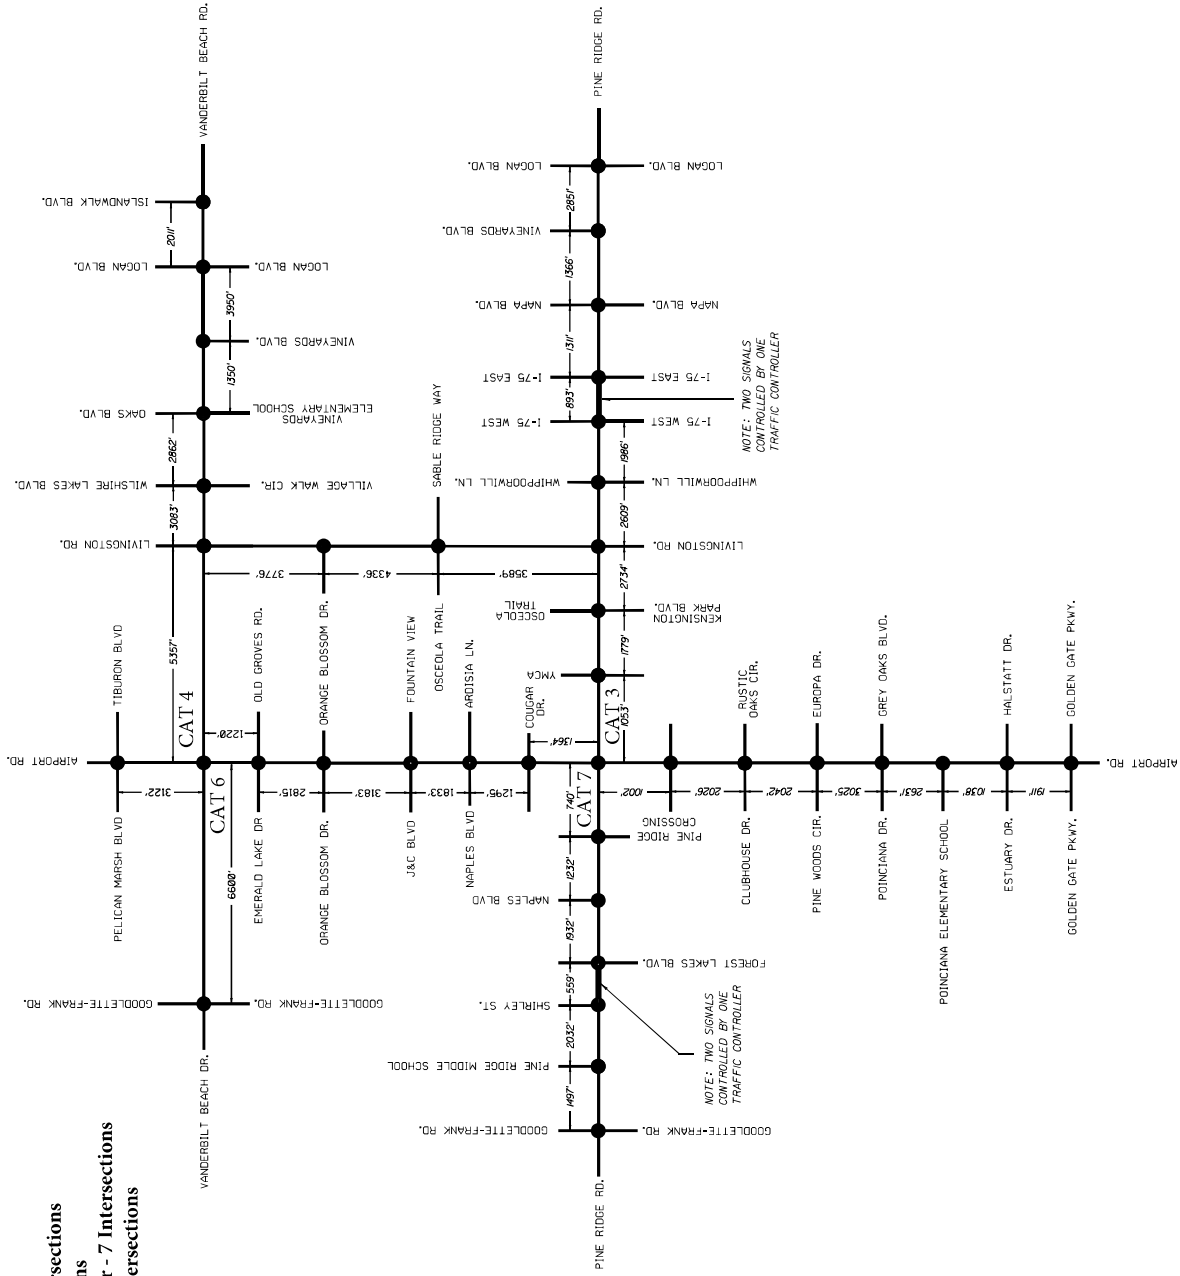 VANDERBILT BEACH RD.
PINE RIDGE RD.
ISLANDWALK BLVD.
2011'
LOGAN BLVD.
LOGAN BLVD.
3950'
VINEYARDS BLVD.
1350'
OAKS BLVD.
VINEYARDS
ELEMENTARY SCHOOL
2862'
WILSHIRE LAKES BLVD.
VILLAGE WALK CIR.
3083'
LIVINGSTON RD.
5357'
3776'
4336'
3589'
SABLE RIDGE WAY
ORANGE BLOSSOM DR.
OSCEOLA TRAIL
LOGAN BLVD.
LOGAN BLVD.
2851'
VINEYARDS BLVD.
1366'
NAPA BLVD.
NAPA BLVD.
1311'
I-75 EAST
I-75 EAST
893'
I-75 WEST
I-75 WEST
NOTE: TWO SIGNALS
CONTROLLED BY ONE
TRAFFIC CONTROLLER
1986'
WHIPPOORWILL LN.
WHIPPOORWILL LN.
2609'
LIVINGSTON RD.
2734'
OSCEOLA
TRAIL
KENSINGTON
PARK BLVD.
1779'
YMCA
1053'
CAT 4
CAT 3
CAT 6
CAT 7
TIBURON BLVD
OLD GROVES RD.
FOUNTAIN VIEW
ARDISIA LN.
COUGAR
DR.
RUSTIC
OAKS CIR.
EUROPA DR.
GREY OAKS BLVD.
HALSTATT DR.
GOLDEN GATE PKWY.
1220'
1364'
AIRPORT RD.
AIRPORT RD.
3122'
2815'
3183'
1833'
1295'
1002'
2026'
2042'
3025'
2631'
1038'
1911'
PELICAN MARSH BLVD
EMERALD LAKE DR
ORANGE BLOSSOM DR.
J&C BLVD
NAPLES BLVD
CLUBHOUSE DR.
PINE WOODS CIR.
POINCIANA DR.
POINCIANA ELEMENTARY SCHOOL
ESTUARY DR.
GOLDEN GATE PKWY.
6600'
GOODLETTE-FRANK RD.
GOODLETTE-FRANK RD.
740'
PINE RIDGE
CROSSING
1232'
NAPLES BLVD
1932'
FOREST LAKES BLVD.
559'
SHIRLEY ST.
NOTE: TWO SIGNALS
CONTROLLED BY ONE
TRAFFIC CONTROLLER
2032'
PINE RIDGE MIDDLE SCHOOL
1497'
GOODLETTE-FRANK RD.
GOODLETTE-FRANK RD.
VANDERBILT BEACH DR.
PINE RIDGE RD.
r - 7 Intersections